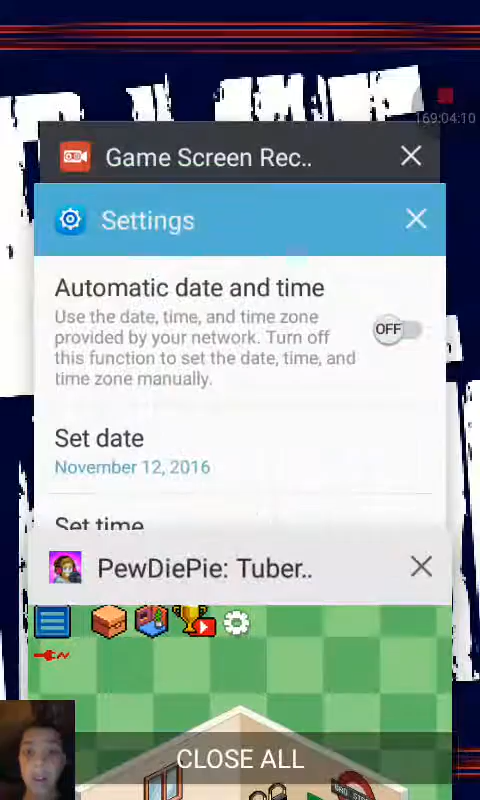 169:04:10
Game Screen Rec..
Settings
Automatic date and time
Use the date, time, and time zone
provided by your network. Turn off
this function to set the date, time, and
time zone manually.
OFF
Set date
November 12, 2016
Set time
PewDiePie: Tuber..
CLOSE ALL